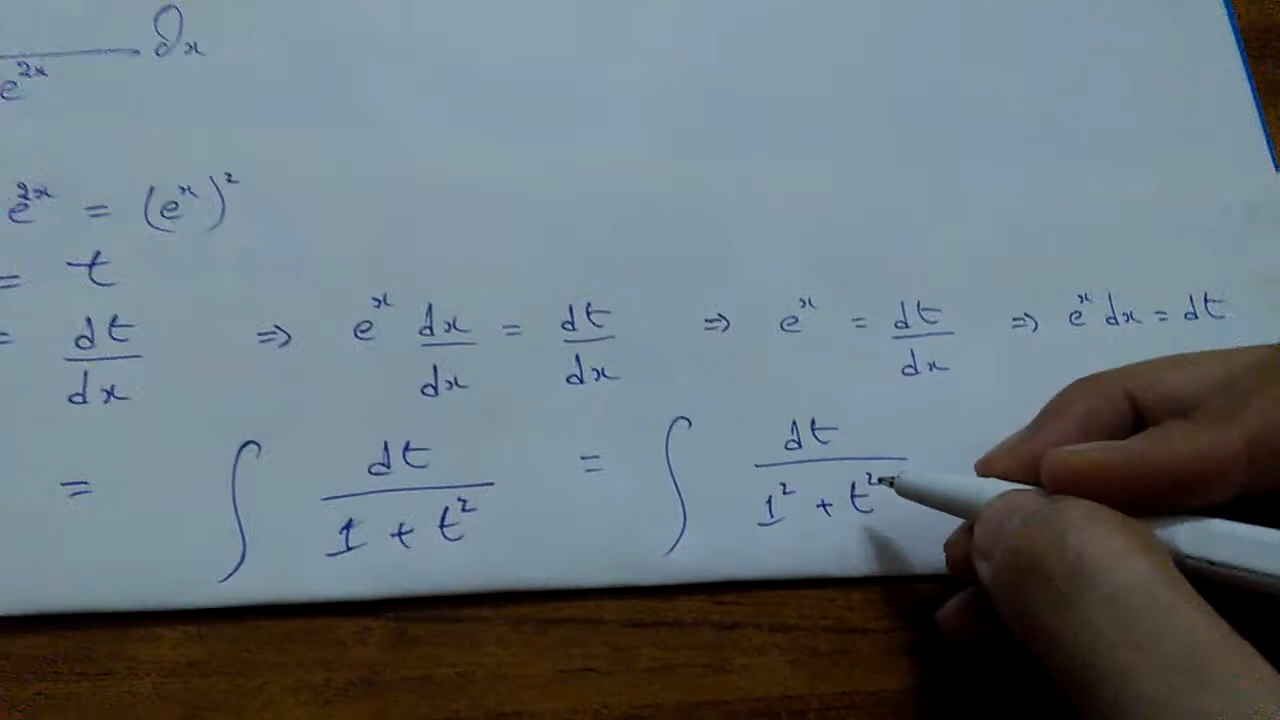 dx
e^{2x}
e^{2x} = (e^x)^2
= t
= dt/dx ⇒ e^x dx/dx = dt/dx ⇒ e^x = dt/dx ⇒ e^x dx = dt
= ∫ dt/(1 + t^2) = ∫ dt/(1^2 + t^2)